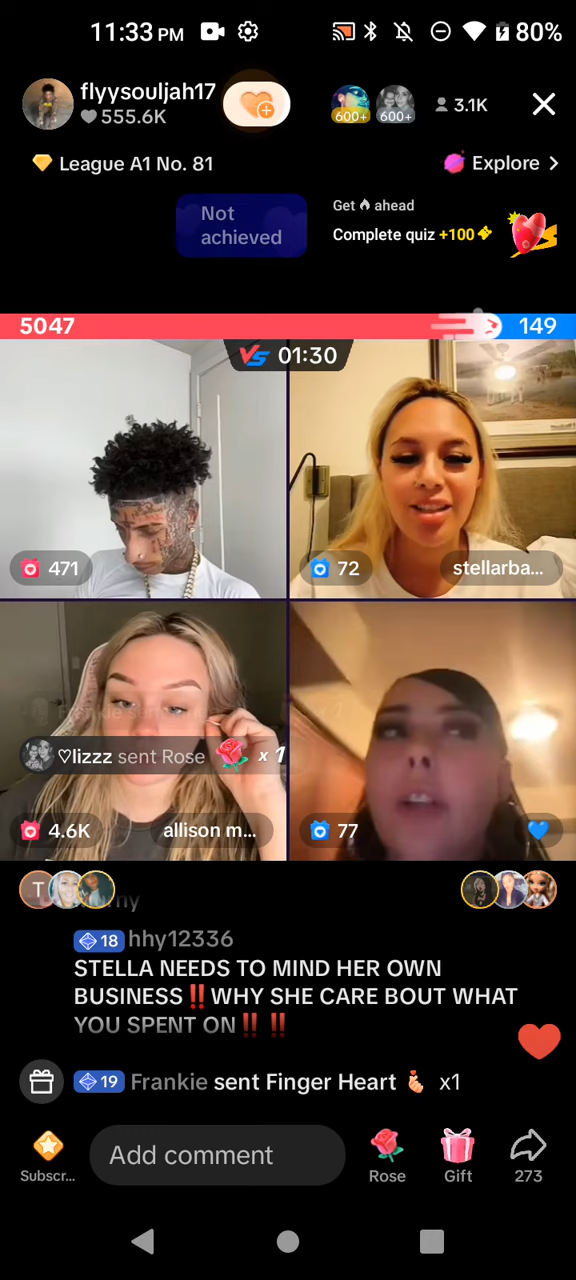 11:33 PM
80%
flyysouljah17
555.6K
600+
600+
3.1K
League A1 No. 81
Explore >
Not
achieved
Get ahead
Complete quiz +100
5047
149
VS 01:30
471
72
stellarba...
♡lizzz sent Rose x 1
4.6K
allison m...
77
T
18 hhy12336
STELLA NEEDS TO MIND HER OWN
BUSINESS‼️WHY SHE CARE BOUT WHAT
YOU SPENT ON‼️ ‼️
19 Frankie sent Finger Heart 🫰 x1
Subscr...
Add comment
Rose
Gift
273